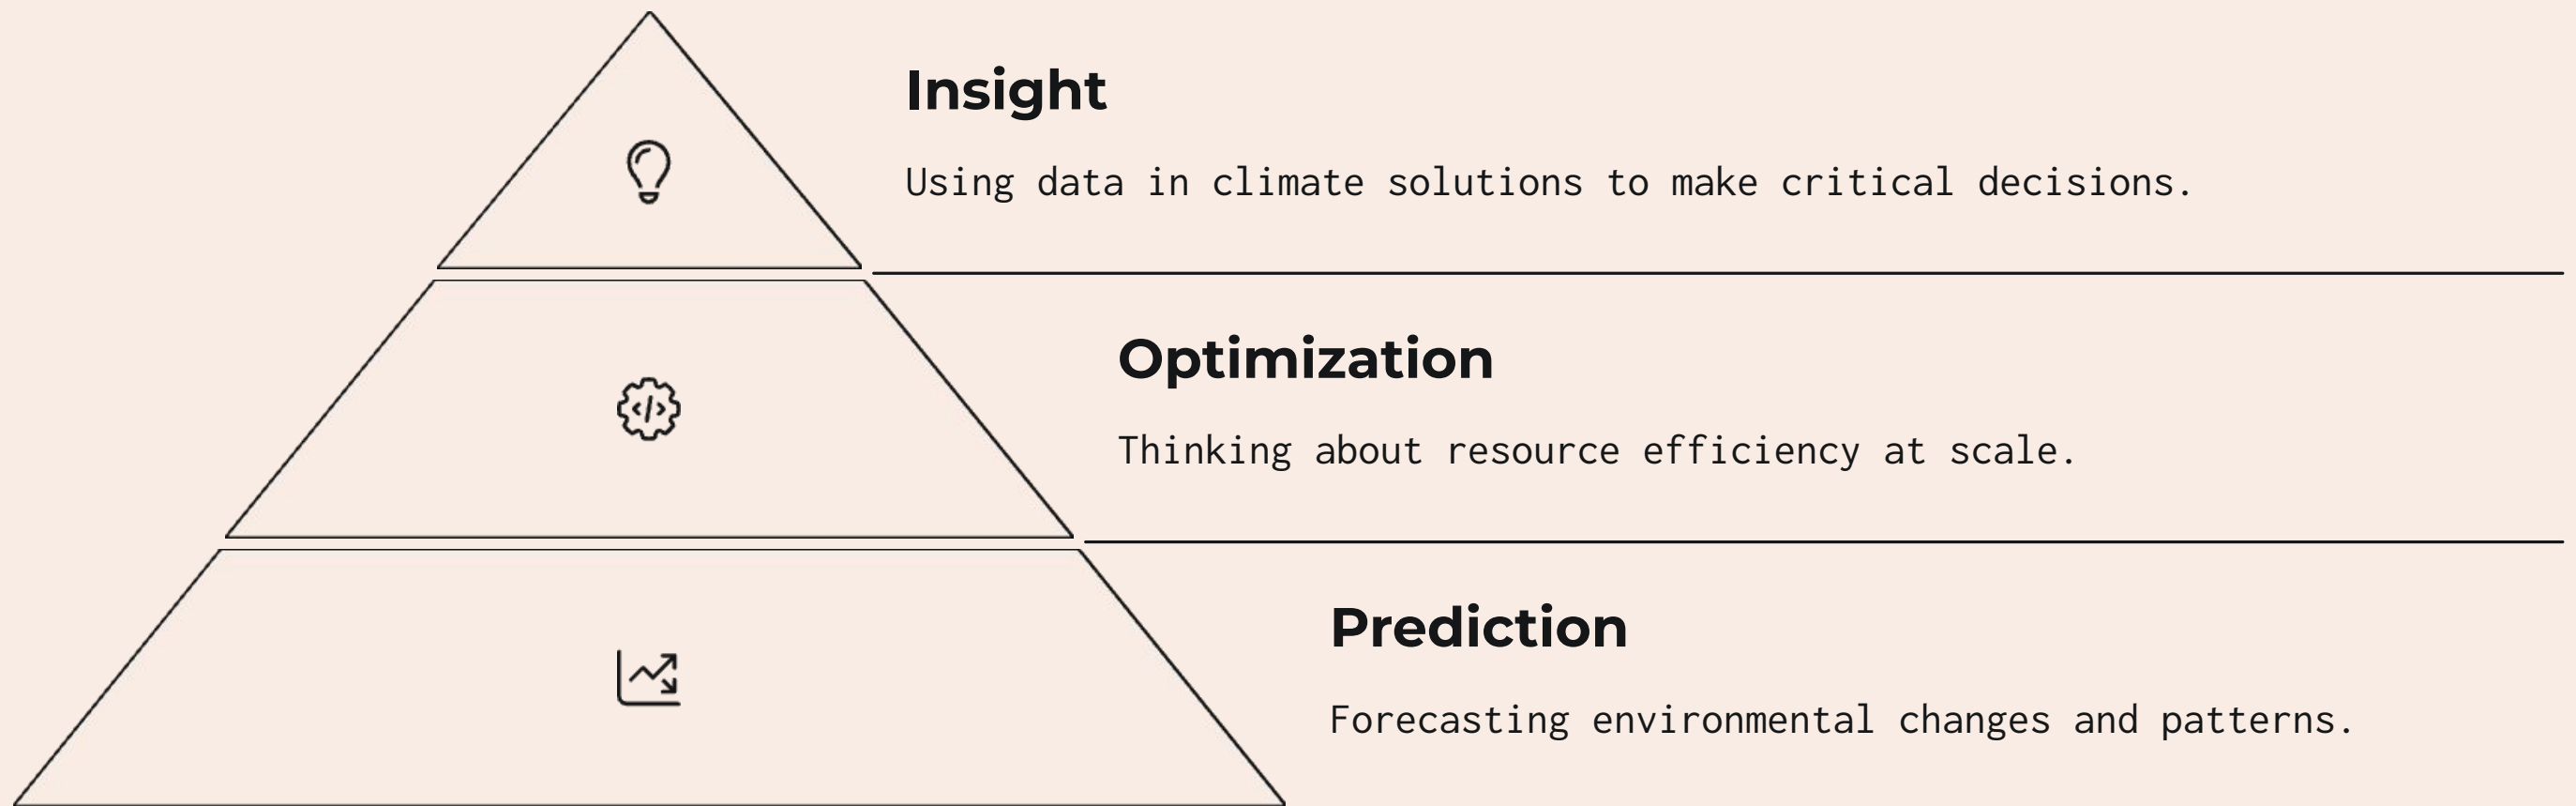 Insight
Using data in climate solutions to make critical decisions.
Optimization
Thinking about resource efficiency at scale.
Prediction
Forecasting environmental changes and patterns.